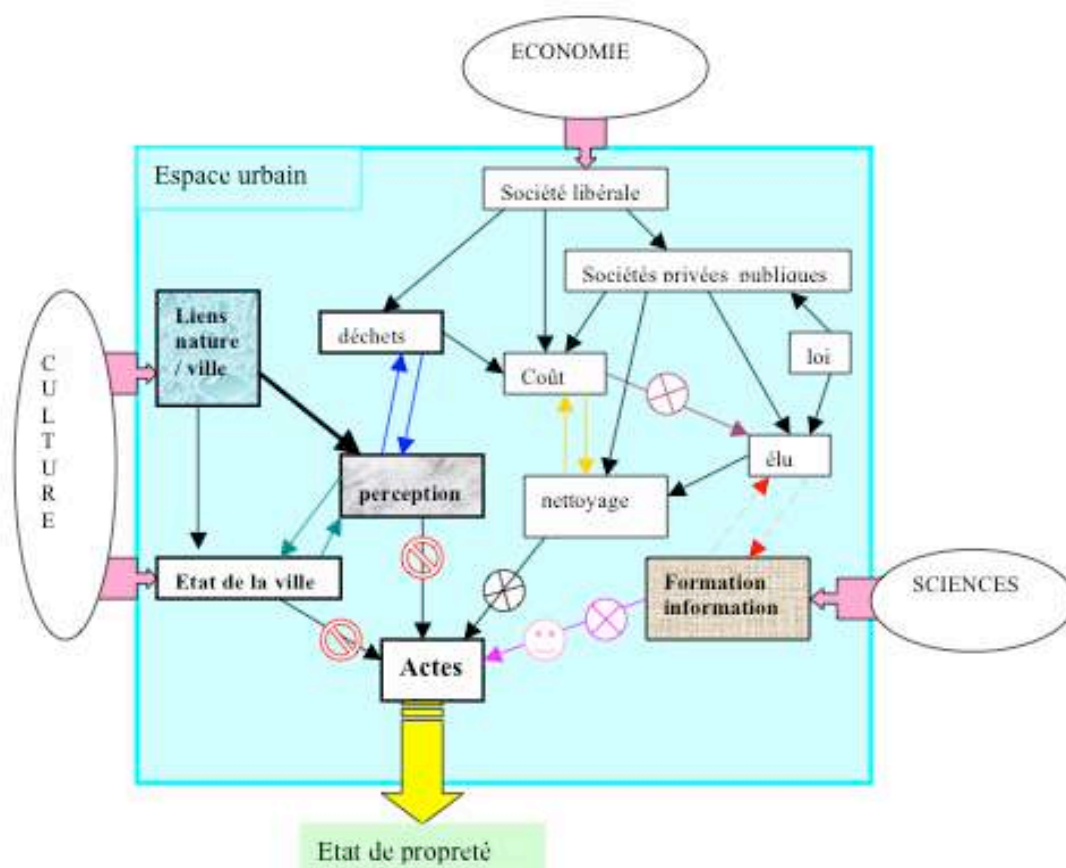 ECONOMIE
Espace urbain
Société libérale
Sociétés privées publiques
Liens
nature
/ ville
déchets
loi
Coût
CULTURE
élu
perception
nettoyage
Etat de la ville
Formation
information
SCIENCES
Actes
Etat de propreté